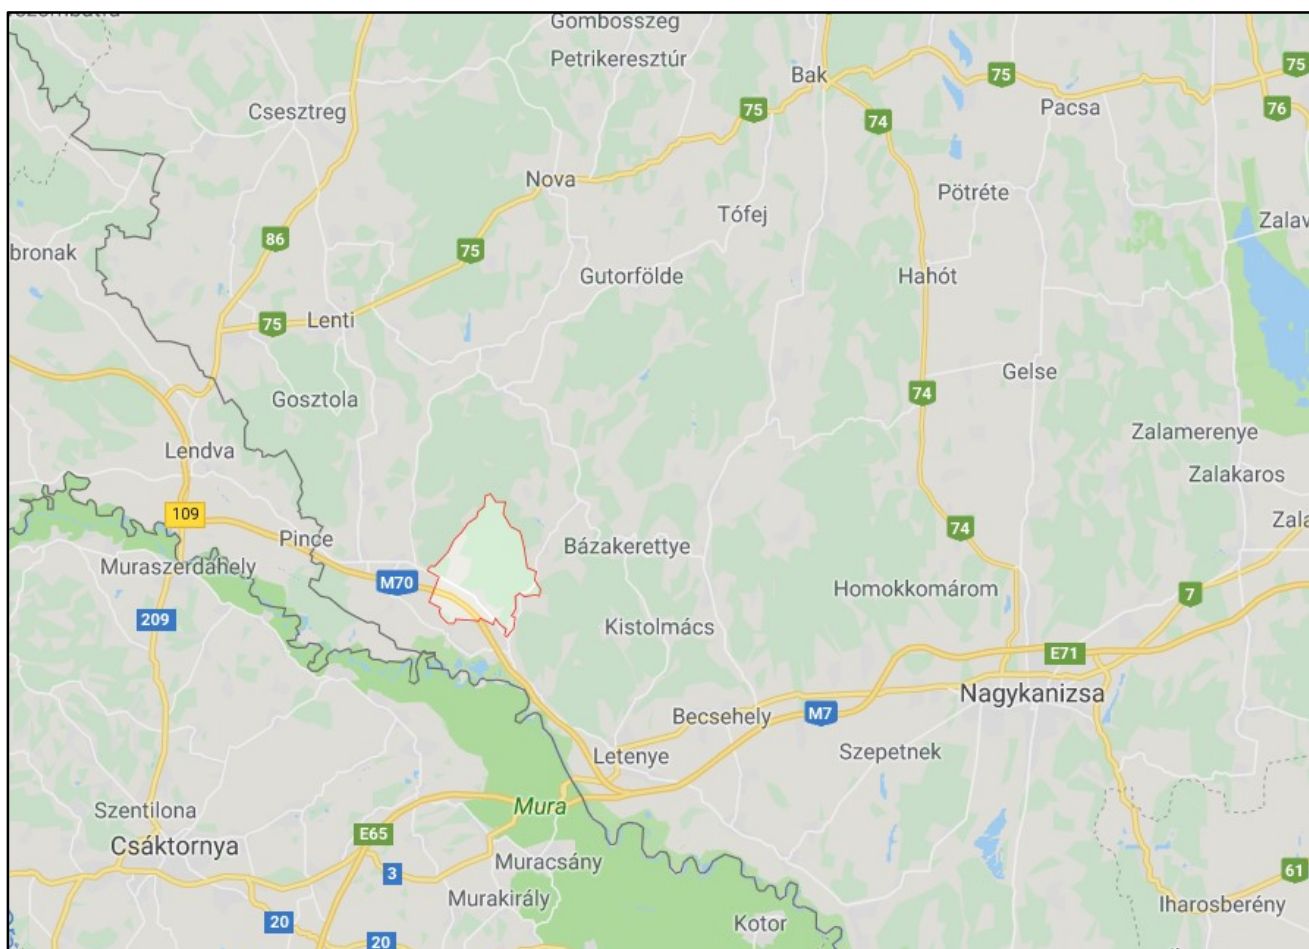 Gombosszeg
Petrikeresztúr
Bak
75
75
76
Csesztreg
75
74
Pacsa
Nova
Pötréte
Tófej
Zalav
86
75
bronak
Gutorfölde
Hahót
75
Lenti
Gelse
74
Gosztola
Zalamerenye
Lendva
Zalakaros
109
74
Zala
Pince
Bázakerettye
Muraszerdahely
M70
Homokkomárom
7
209
Kistolmács
E71
Nagykanizsa
Becsehely
M7
Letenye
Szepetnek
Mura
Szentilona
E65
Csáktornya
Muracsány
3
61
Murakirály
Iharosberény
20
Kotor
20